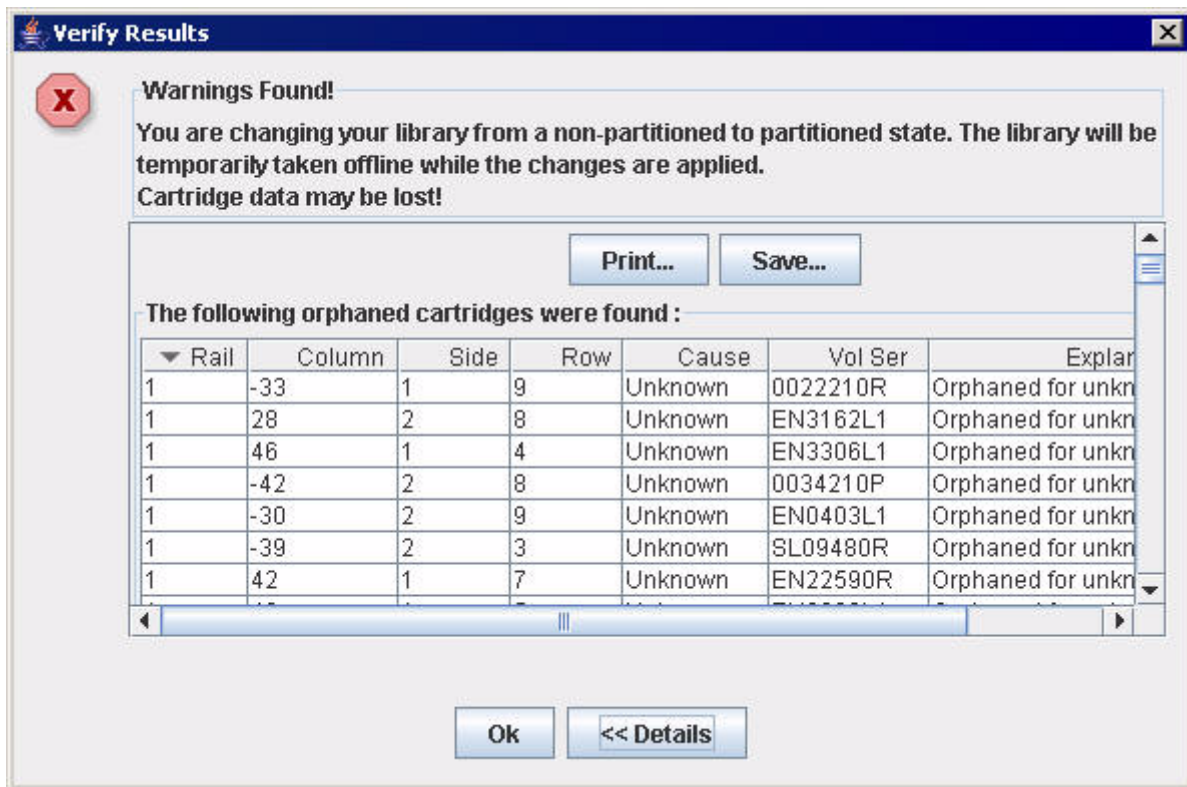 Verify Results
Warnings Found!
You are changing your library from a non-partitioned to partitioned state. The library will be
temporarily taken offline while the changes are applied.
Cartridge data may be lost!
Print... Save...
The following orphaned cartridges were found :
Rail Column Side Row Cause Vol Ser Explar
1 -33 1 9 Unknown 0022210R Orphaned for unkn
1 28 2 8 Unknown EN3162L1 Orphaned for unkn
1 46 1 4 Unknown EN3306L1 Orphaned for unkn
1 -42 2 8 Unknown 0034210P Orphaned for unkn
1 -30 2 9 Unknown EN0403L1 Orphaned for unkn
1 -39 2 3 Unknown SL09480R Orphaned for unkn
1 42 1 7 Unknown EN22590R Orphaned for unkn
Ok << Details